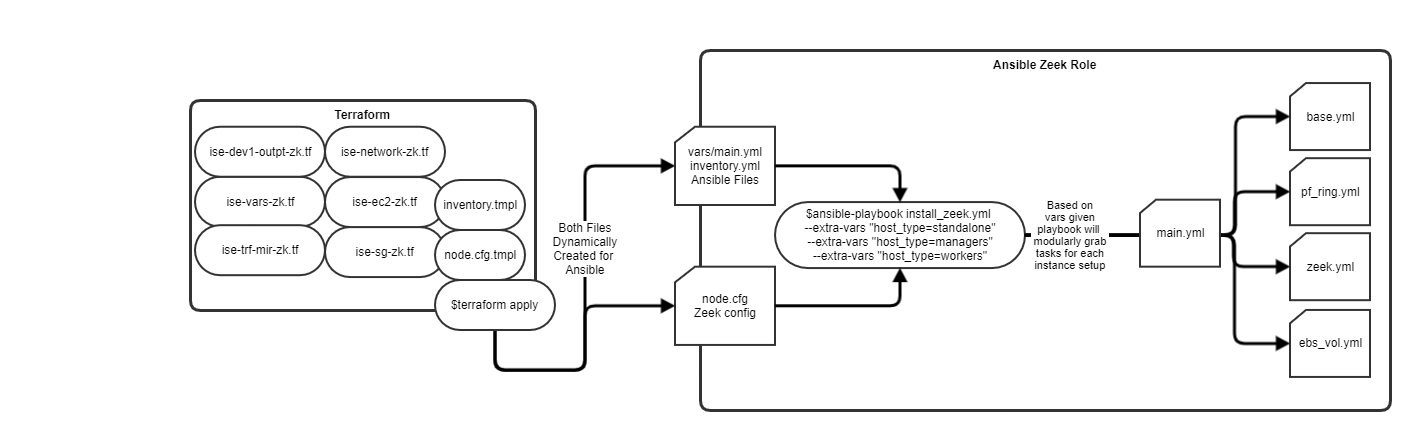 Terraform
ise-dev1-outpt-zk.tf
ise-network-zk.tf
ise-vars-zk.tf
ise-ec2-zk.tf
inventory.tmpl
ise-trf-mir-zk.tf
ise-sg-zk.tf
node.cfg.tmpl
$terraform apply
Both Files
Dynamically
Created for
Ansible
Ansible Zeek Role
vars/main.yml
inventory.yml
Ansible Files
node.cfg
Zeek config
$ansible-playbook install_zeek.yml
--extra-vars "host_type=standalone"
--extra-vars "host_type=managers"
--extra-vars "host_type=workers"
Based on
vars given
playbook will
modularly grab
tasks for each
instance setup
main.yml
base.yml
pf_ring.yml
zeek.yml
ebs_vol.yml